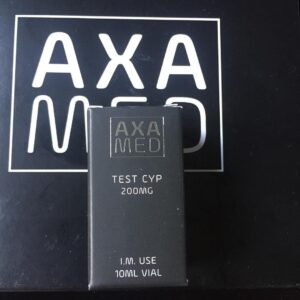 AXA
MED
AXA
MED
TEST CYP
200MG
I.M. USE
10ML VIAL